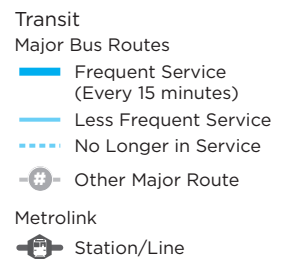 Transit
Major Bus Routes
Frequent Service
(Every 15 minutes)
Less Frequent Service
No Longer in Service
# Other Major Route
Metrolink
Station/Line